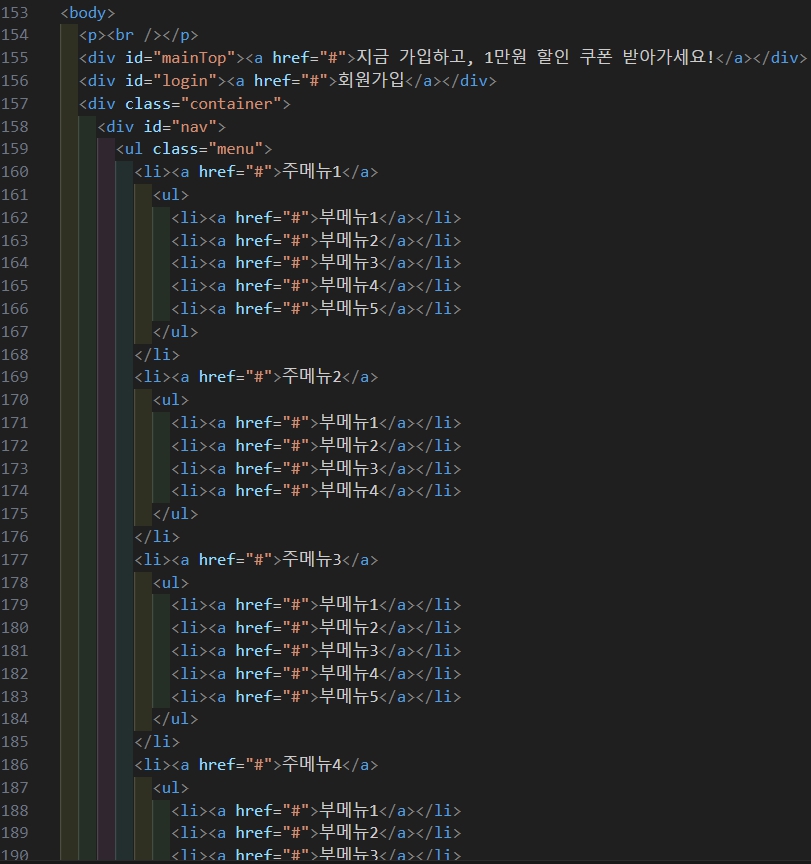 153 <body>
154 <p><br /></p>
155 <div id="mainTop"><a href="#">지금 가입하고, 1만원 할인 쿠폰 받아가세요!</a></div>
156 <div id="login"><a href="#">회원가입</a></div>
157 <div class="container">
158 <div id="nav">
159 <ul class="menu">
160 <li><a href="#">주메뉴1</a>
161 <ul>
162 <li><a href="#">부메뉴1</a></li>
163 <li><a href="#">부메뉴2</a></li>
164 <li><a href="#">부메뉴3</a></li>
165 <li><a href="#">부메뉴4</a></li>
166 <li><a href="#">부메뉴5</a></li>
167 </ul>
168 </li>
169 <li><a href="#">주메뉴2</a>
170 <ul>
171 <li><a href="#">부메뉴1</a></li>
172 <li><a href="#">부메뉴2</a></li>
173 <li><a href="#">부메뉴3</a></li>
174 <li><a href="#">부메뉴4</a></li>
175 </ul>
176 </li>
177 <li><a href="#">주메뉴3</a>
178 <ul>
179 <li><a href="#">부메뉴1</a></li>
180 <li><a href="#">부메뉴2</a></li>
181 <li><a href="#">부메뉴3</a></li>
182 <li><a href="#">부메뉴4</a></li>
183 <li><a href="#">부메뉴5</a></li>
184 </ul>
185 </li>
186 <li><a href="#">주메뉴4</a>
187 <ul>
188 <li><a href="#">부메뉴1</a></li>
189 <li><a href="#">부메뉴2</a></li>
190 <li><a href="#">부메뉴3</a></li>